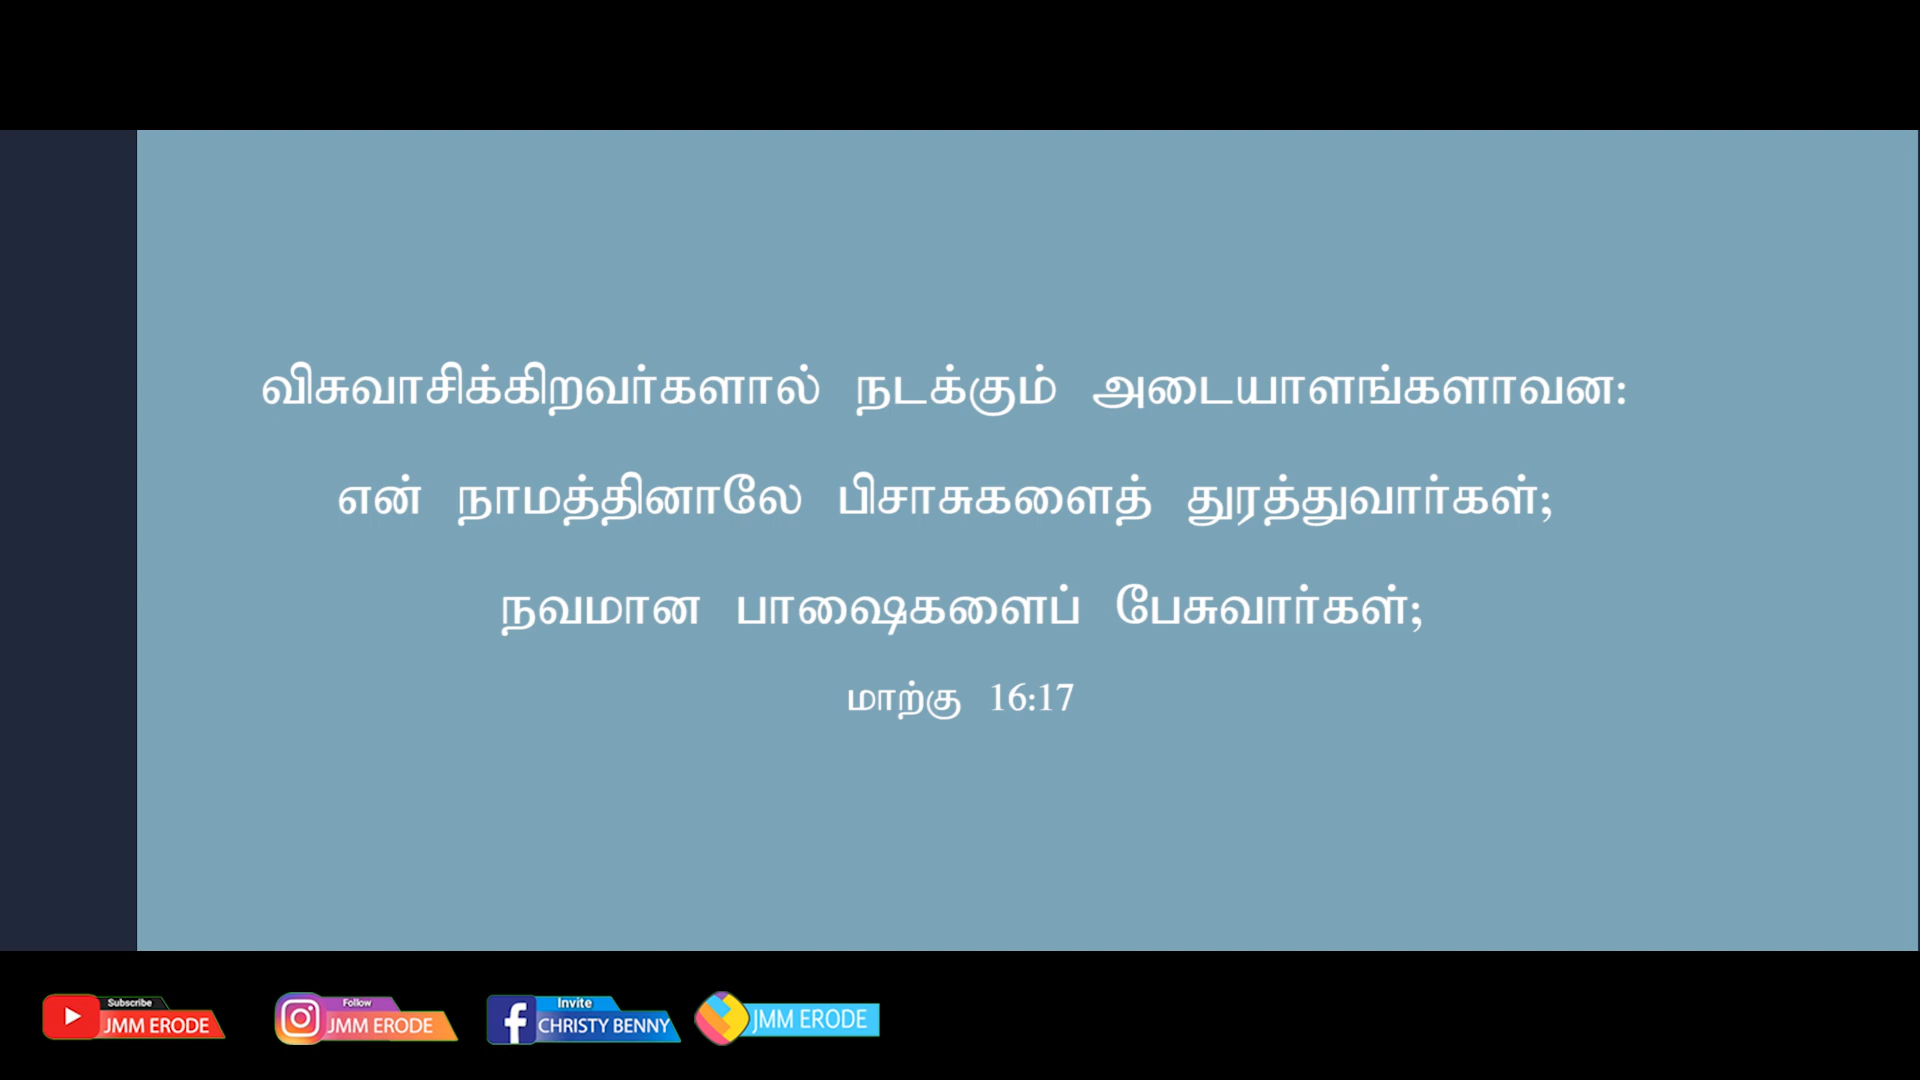 விசுவாசிக்கிறவர்களால் நடக்கும் அடையாளங்களாவன:
என் நாமத்தினாலே பிசாசுகளைத் துரத்துவார்கள்;
நவமான பாஷைகளைப் பேசுவார்கள்;
மாற்கு 16:17
Subscribe
JMM ERODE
Follow
JMM ERODE
Invite
CHRISTY BENNY
JMM ERODE